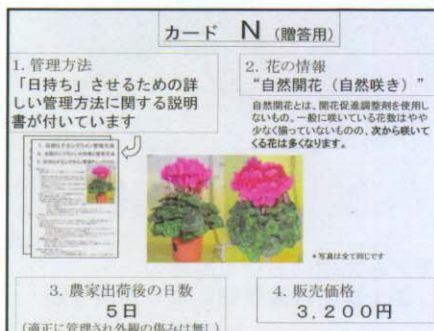 カード N (贈答用)
1. 管理方法
「日持ち」させるための詳
しい管理方法に関する説明
書が付いています
2. 花の情報
“自然開花(自然咲き)”
自然開花とは、開花促進調整剤を使用し
ないもの。一般に咲いている花数はやや
少なく揃っていないものの、次から咲いて
くる花は多くなります。
*写真は全て同じです
3. 農家出荷後の日数
5日
(適正に管理され外観の傷みは無し)
4. 販売価格
3,200円